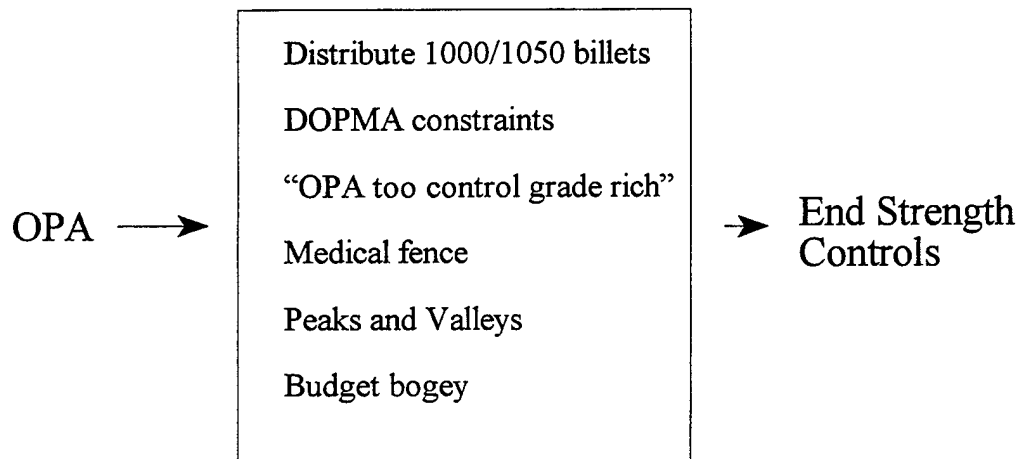 OPA
Distribute 1000/1050 billets
DOPMA constraints
“OPA too control grade rich”
Medical fence
Peaks and Valleys
Budget bogey
End Strength
Controls